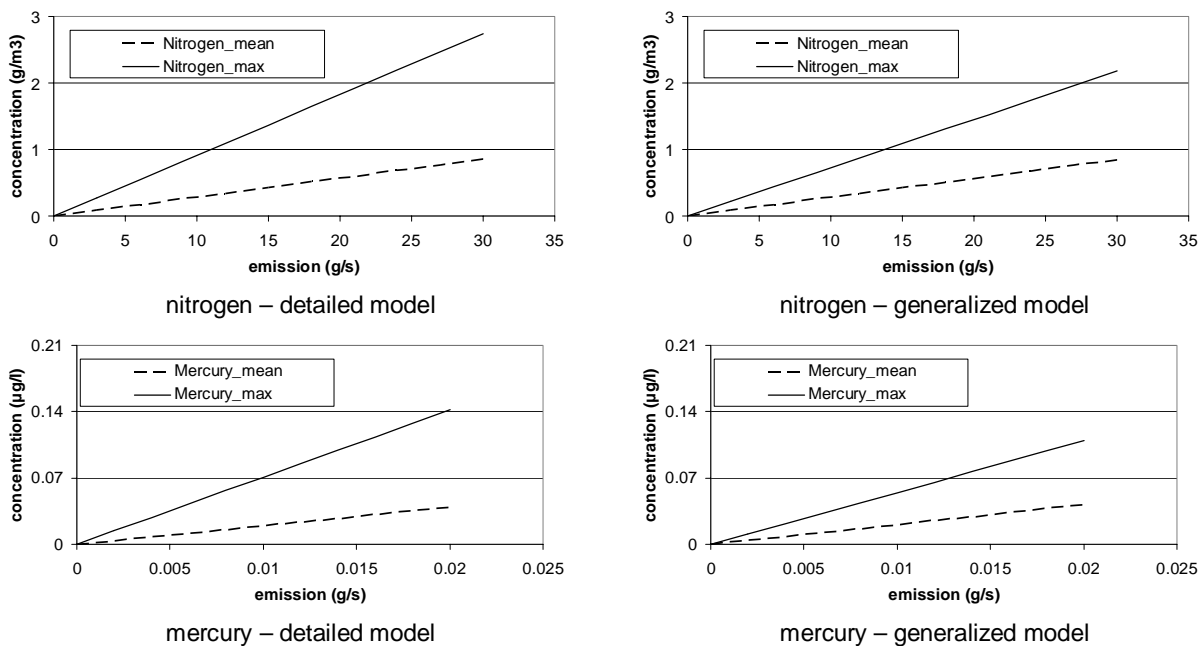 3
2
1
0
concentration (g/m3)
Nitrogen_mean
Nitrogen_max
0 5 10 15 20 25 30 35
emission (g/s)
nitrogen – detailed model
3
2
1
0
concentration (g/m3)
Nitrogen_mean
Nitrogen_max
0 5 10 15 20 25 30 35
emission (g/s)
nitrogen – generalized model
0.21
0.14
0.07
0
concentration (µg/l)
Mercury_mean
Mercury_max
0 0.005 0.01 0.015 0.02 0.025
emission (g/s)
mercury – detailed model
0.21
0.14
0.07
0
concentration (µg/l)
Mercury_mean
Mercury_max
0 0.005 0.01 0.015 0.02 0.025
emission (g/s)
mercury – generalized model